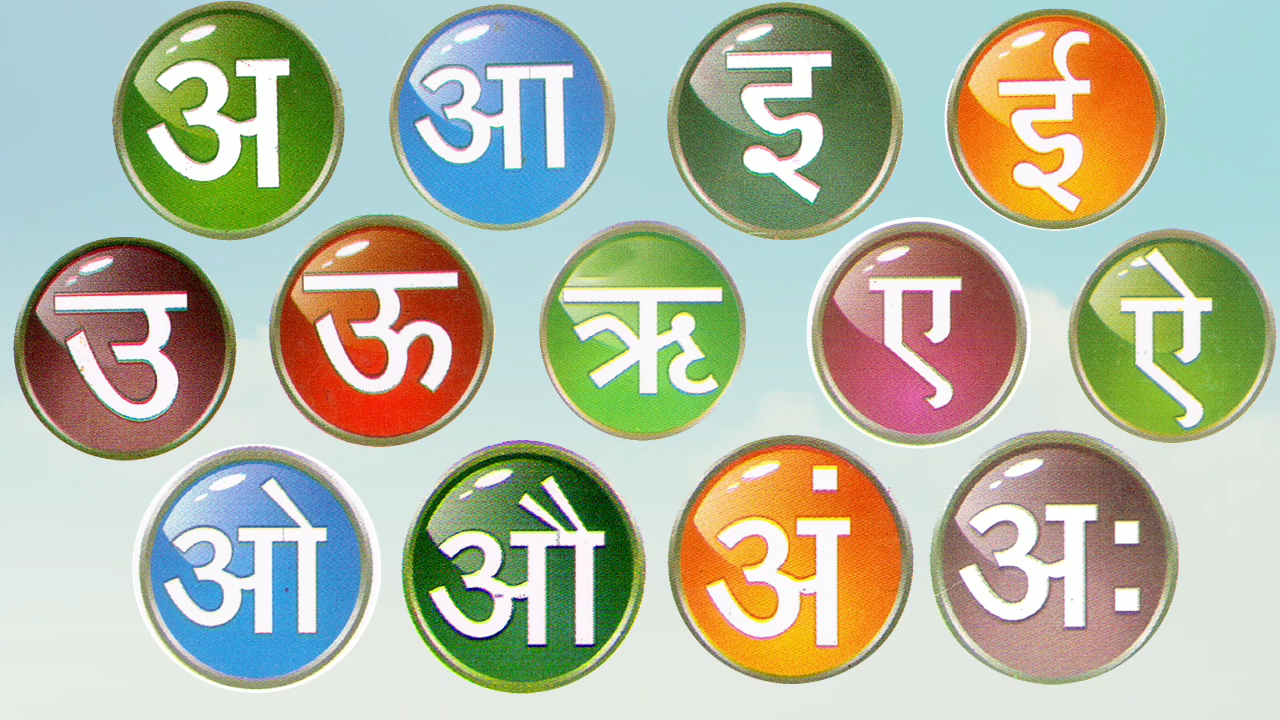 अ आ इ ई
उ ऊ ऋ ए ऐ
ओ औ अं अः